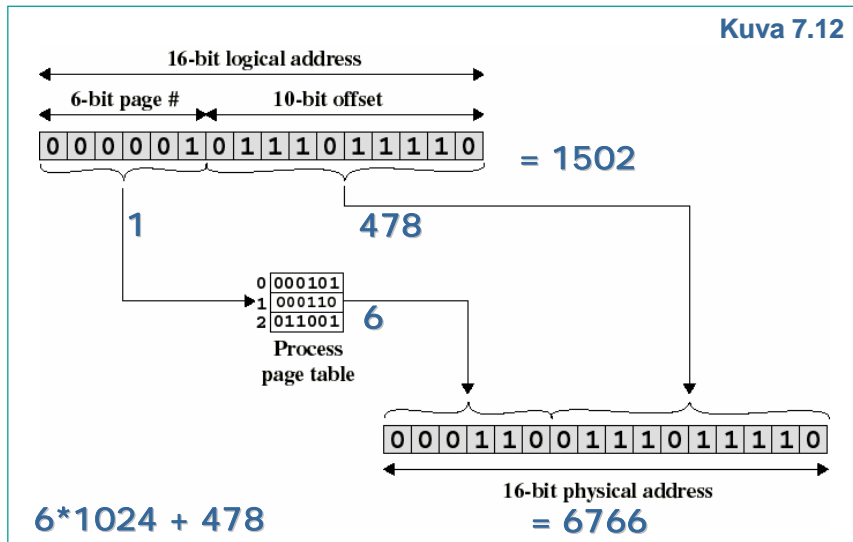 Kuva 7.12
16-bit logical address
6-bit page # 10-bit offset
0 0 0 0 0 1 0 1 1 1 0 1 1 1 1 0
= 1502
1 478
0 000101
1 000110
2 011001
6
Process
page table
0 0 0 1 1 0 0 1 1 1 0 1 1 1 1 0
16-bit physical address
6*1024 + 478 = 6766